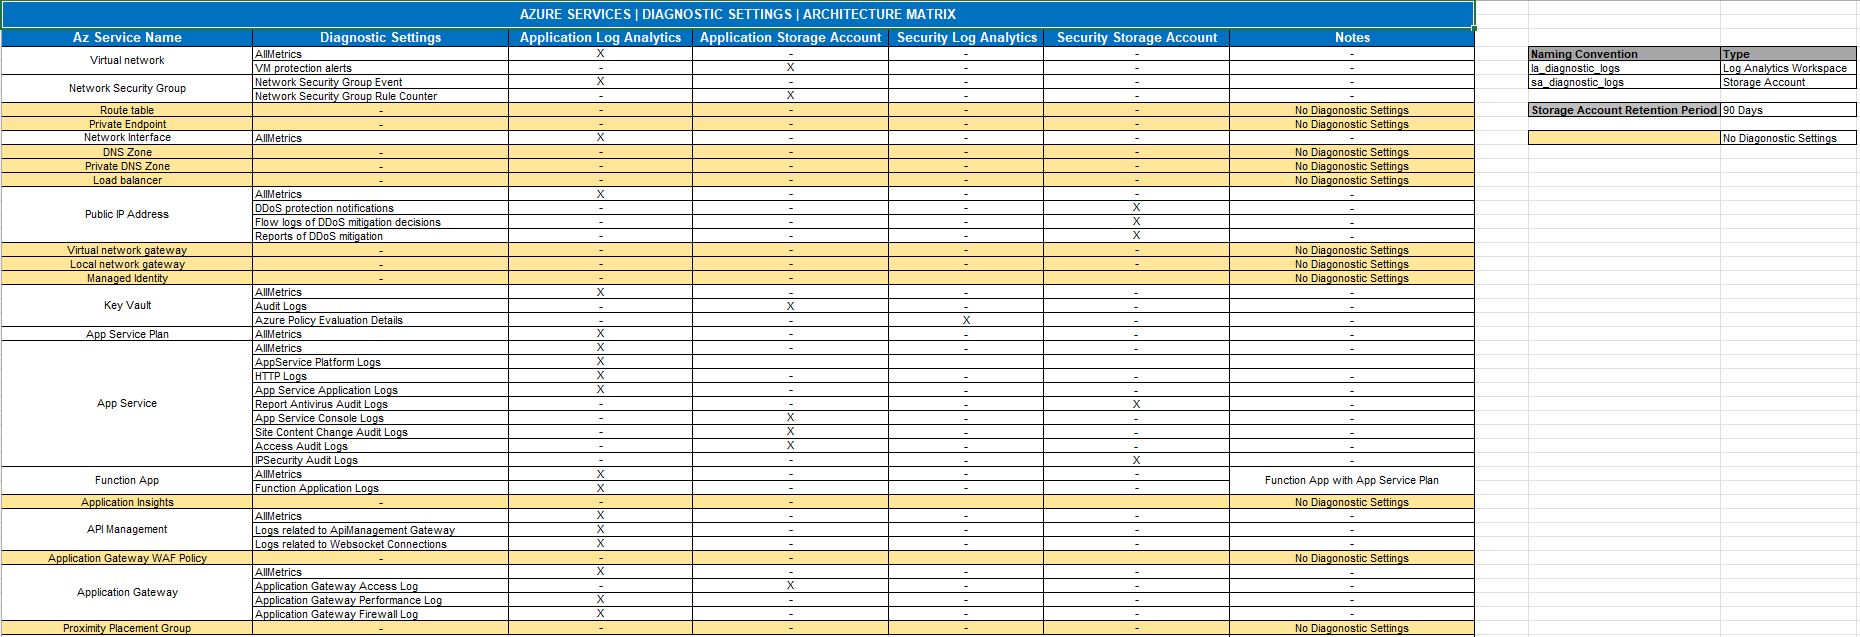 AZURE SERVICES | DIAGNOSTIC SETTINGS | ARCHITECTURE MATRIX
Az Service Name Diagnostic Settings Application Log Analytics Application Storage Account Security Log Analytics Security Storage Account Notes
Virtual network AllMetrics X - - - -
VM protection alerts - X - - -
Network Security Group Network Security Group Event X - - - -
Network Security Group Rule Counter - X - - -
Route table - - - - - No Diagonostic Settings
Private Endpoint - - - - - No Diagonostic Settings
Network Interface AllMetrics X - - - -
DNS Zone - - - - - No Diagonostic Settings
Private DNS Zone - - - - - No Diagonostic Settings
Load balancer - - - - - No Diagonostic Settings
Public IP Address AllMetrics X - - - -
DDoS protection notifications - - - X -
Flow logs of DDoS mitigation decisions - - - X -
Reports of DDoS mitigation - - - X -
Virtual network gateway - - - - - No Diagonostic Settings
Local network gateway - - - - - No Diagonostic Settings
Managed Identity - - - - - No Diagonostic Settings
Key Vault AllMetrics X - - - -
Audit Logs - X - - -
Azure Policy Evaluation Details - - X - -
App Service Plan AllMetrics X - - - -
App Service AllMetrics X - - - -
AppService Platform Logs X
HTTP Logs X - - - -
App Service Application Logs X - - - -
Report Antivirus Audit Logs - - - X -
App Service Console Logs - X - - -
Site Content Change Audit Logs - X - - -
Access Audit Logs - X - - -
IPSecurity Audit Logs - - - X -
Function App AllMetrics X - - - Function App with App Service Plan
Function Application Logs X - - -
Application Insights - - - - - No Diagonostic Settings
API Management AllMetrics X - - - -
Logs related to ApiManagement Gateway X - - - -
Logs related to Websocket Connections X - - - -
Application Gateway WAF Policy - - - - - No Diagonostic Settings
Application Gateway AllMetrics X - - - -
Application Gateway Access Log - X - - -
Application Gateway Performance Log X - - - -
Application Gateway Firewall Log X - - - -
Proximity Placement Group - - - - - No Diagonostic Settings
Naming Convention Type
la_diagnostic_logs Log Analytics Workspace
sa_diagnostic_logs Storage Account
Storage Account Retention Period 90 Days
No Diagonostic Settings